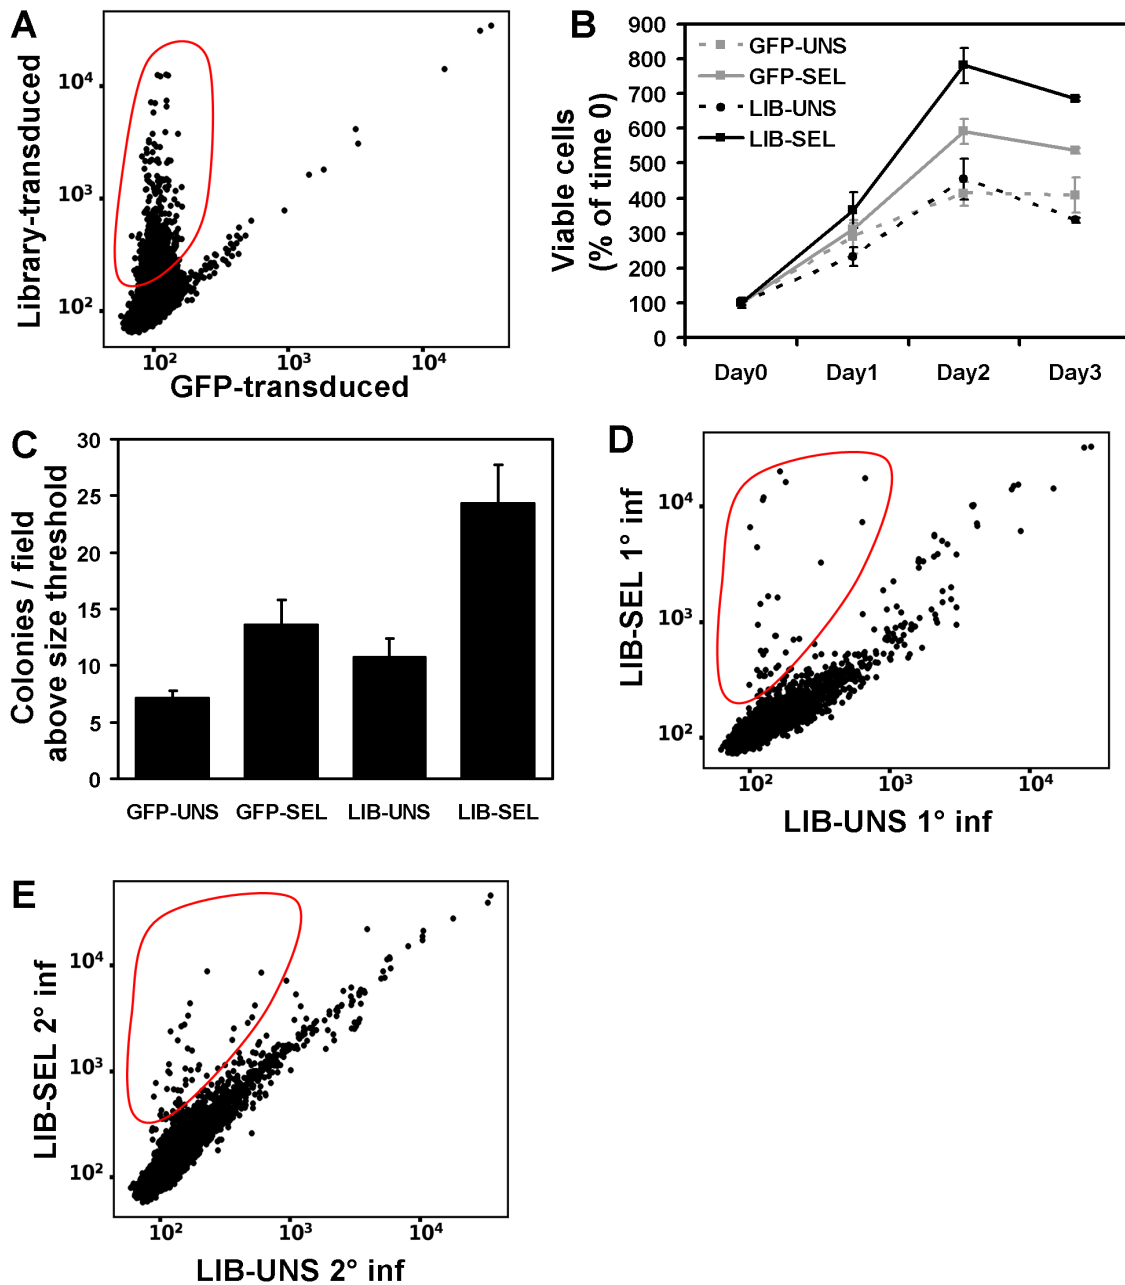 A
Library-transduced
10⁴
10³
10²
10² 10³ 10⁴
GFP-transduced
B
Viable cells
(% of time 0)
900
800
700
600
500
400
300
200
100
0
GFP-UNS
GFP-SEL
LIB-UNS
LIB-SEL
Day0 Day1 Day2 Day3
C
Colonies / field
above size threshold
30
25
20
15
10
5
0
GFP-UNS GFP-SEL LIB-UNS LIB-SEL
D
LIB-SEL 1° inf
10⁴
10³
10²
10² 10³ 10⁴
LIB-UNS 1° inf
E
LIB-SEL 2° inf
10⁴
10³
10²
10² 10³ 10⁴
LIB-UNS 2° inf